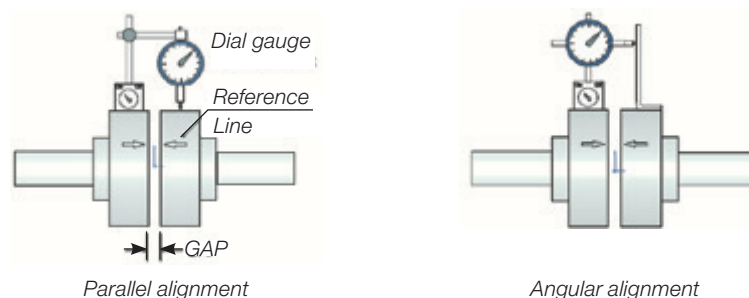 Dial gauge
Reference
Line
GAP
Parallel alignment
Angular alignment